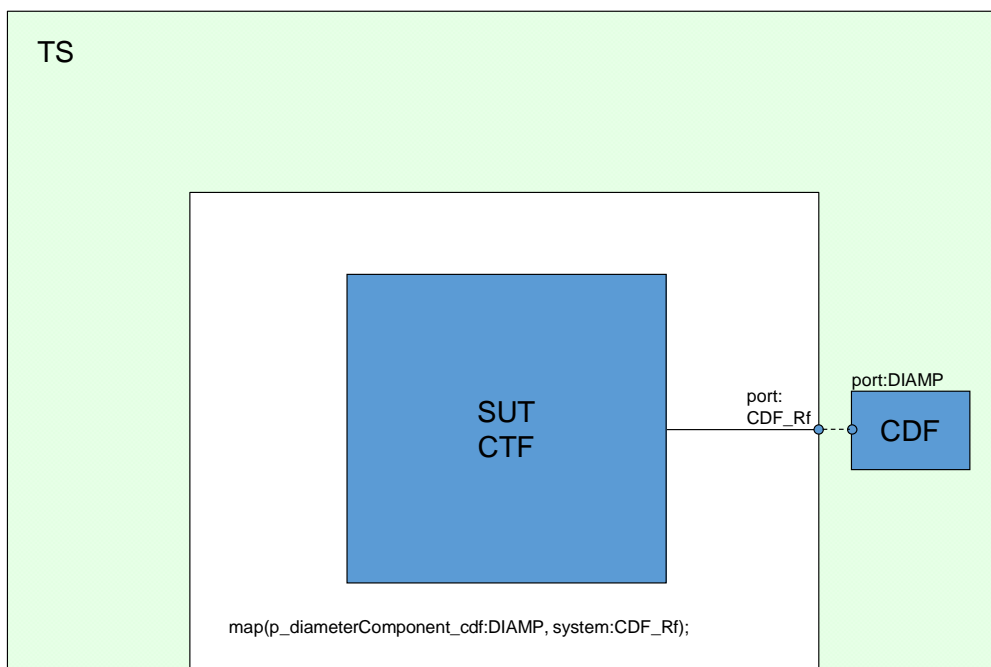 TS
port:DIAMP
port:
CDF_Rf
CDF
SUT
CTF
map(p_diameterComponent_cdf:DIAMP, system:CDF_Rf);